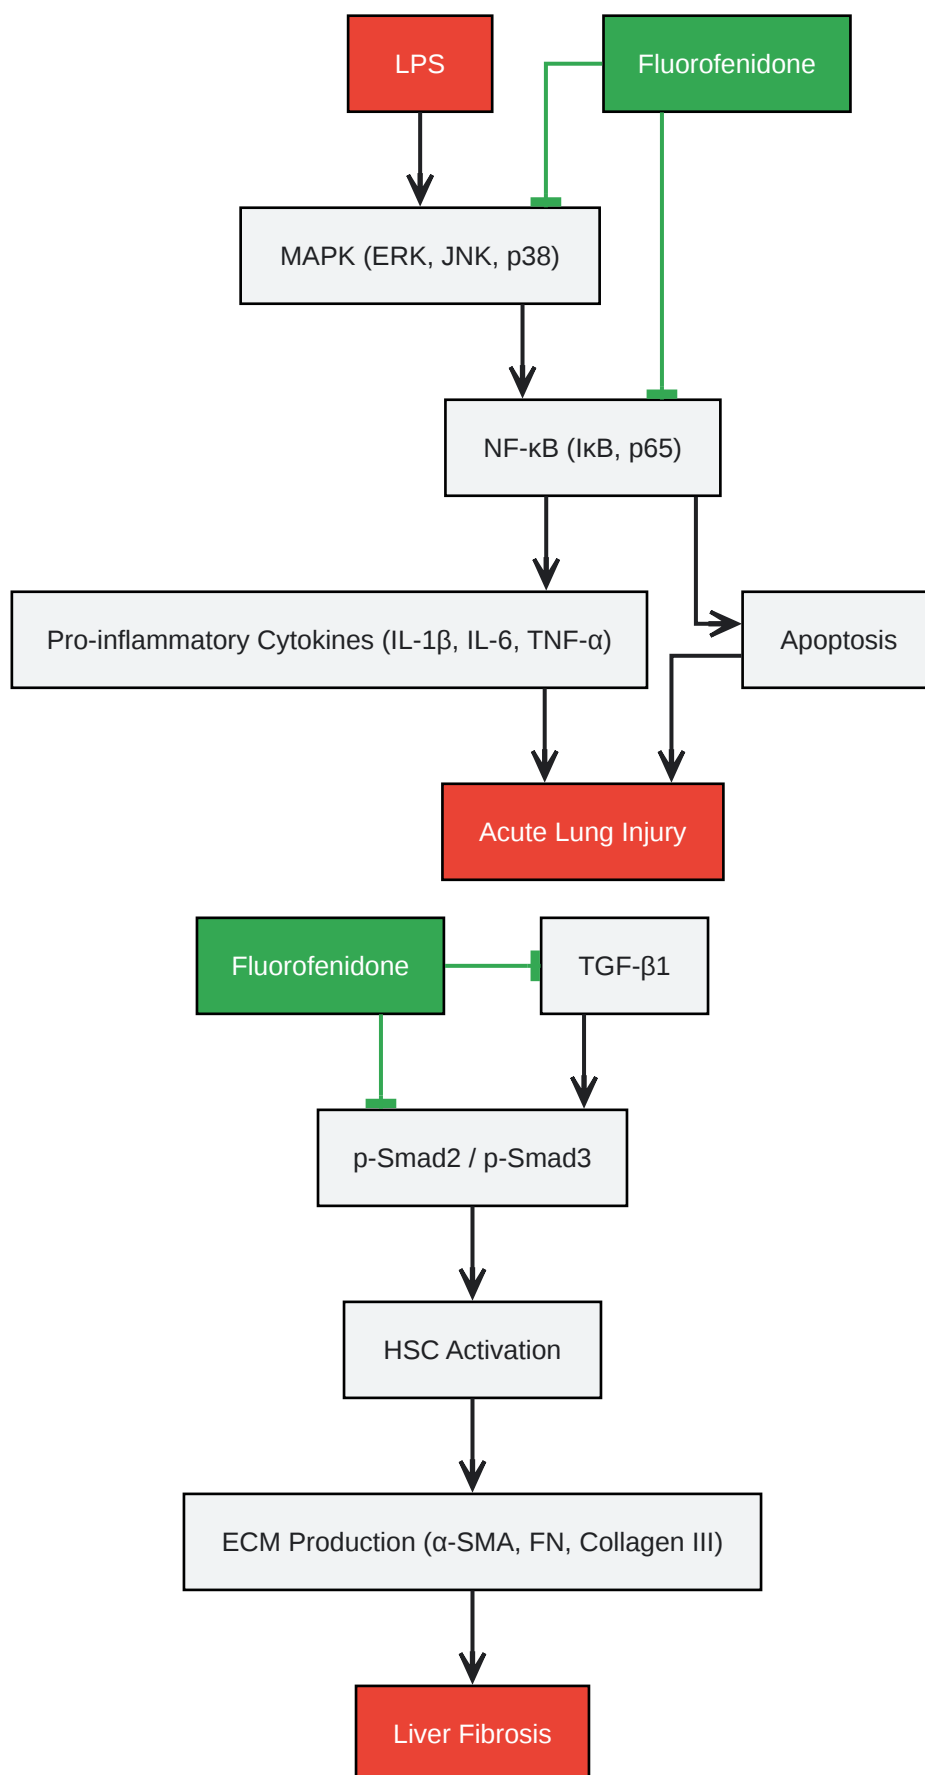 LPS
Fluorofenidone
MAPK (ERK, JNK, p38)
NF-κB (IκB, p65)
Pro-inflammatory Cytokines (IL-1β, IL-6, TNF-α)
Apoptosis
Acute Lung Injury
Fluorofenidone
TGF-β1
p-Smad2 / p-Smad3
HSC Activation
ECM Production (α-SMA, FN, Collagen III)
Liver Fibrosis